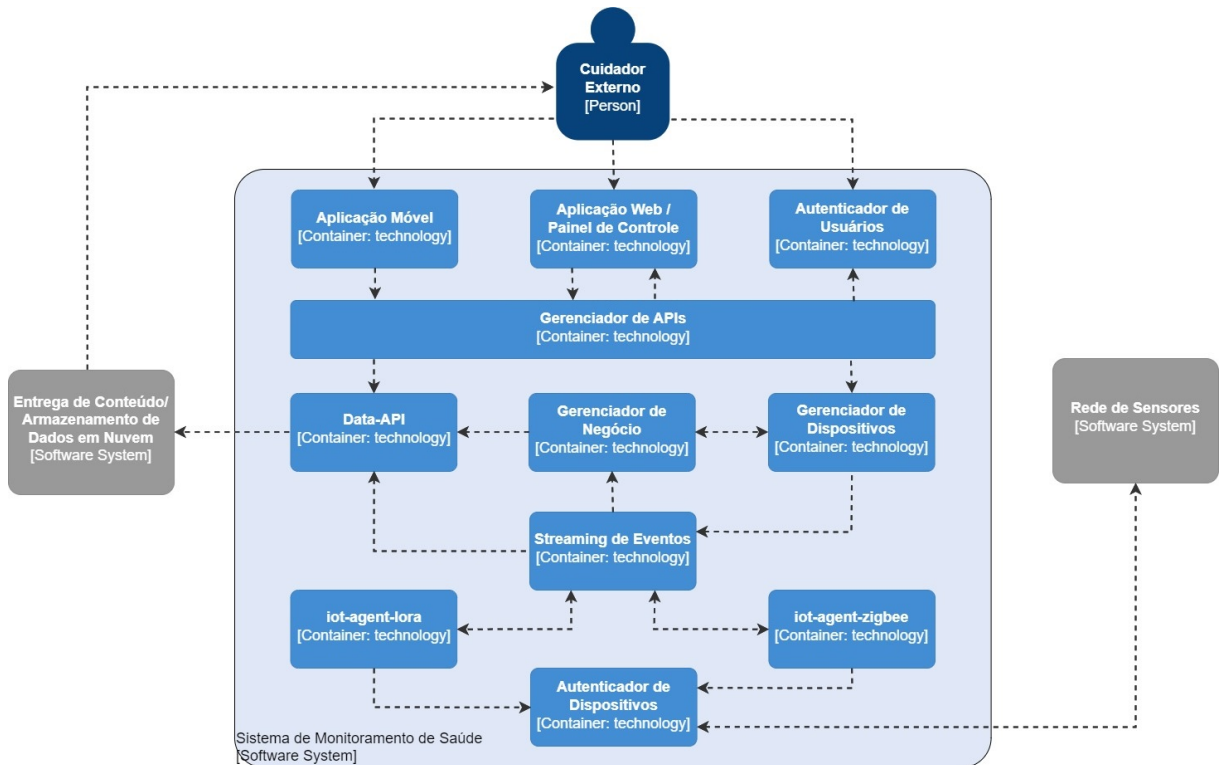 Cuidador
Externo
[Person]
Aplicação Móvel
[Container: technology]
Aplicação Web /
Painel de Controle
[Container: technology]
Autenticador de
Usuários
[Container: technology]
Gerenciador de APIs
[Container: technology]
Entrega de Conteúdo/
Armazenamento de
Dados em Nuvem
[Software System]
Data-API
[Container: technology]
Gerenciador de
Negócio
[Container: technology]
Gerenciador de
Dispositivos
[Container: technology]
Rede de Sensores
[Software System]
Streaming de Eventos
[Container: technology]
iot-agent-lora
[Container: technology]
iot-agent-zigbee
[Container: technology]
Autenticador de
Dispositivos
[Container: technology]
Sistema de Monitoramento de Saúde
[Software System]